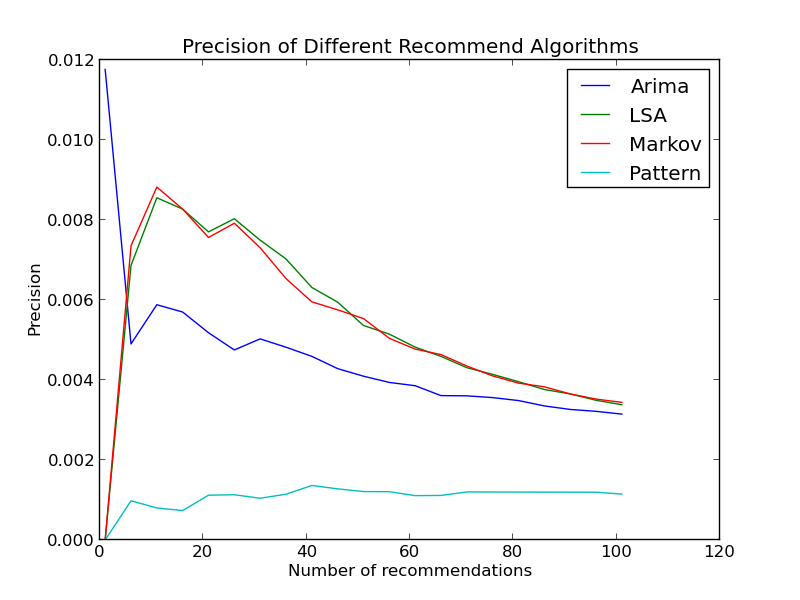 Precision of Different Recommend Algorithms
0.012
0.010
0.008
0.006
0.004
0.002
0.000
Precision
Arima
LSA
Markov
Pattern
0 20 40 60 80 100 120
Number of recommendations